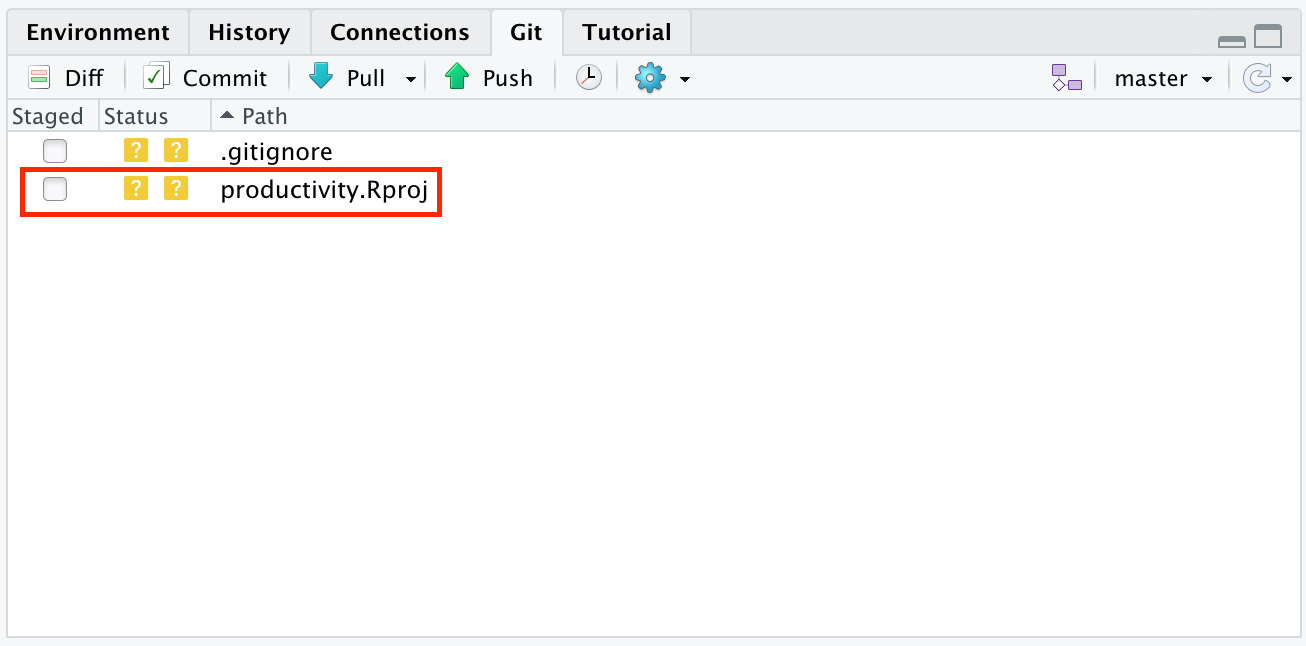 Environment History Connections Git Tutorial
Diff Commit Pull Push master
Staged Status Path
? ? .gitignore
? ? productivity.Rproj